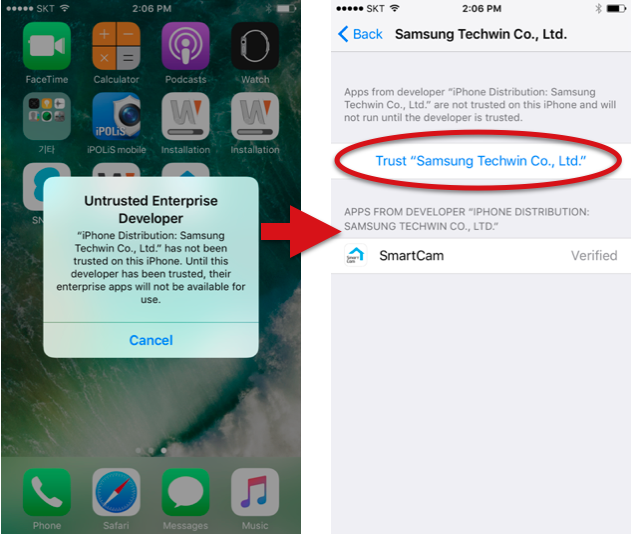 SKT 2:06 PM
FaceTime Calculator Podcasts Watch
기타 iPOLiS mobile Installation Installation
iPOLiS
SN
Untrusted Enterprise
Developer
“iPhone Distribution: Samsung
Techwin Co., Ltd.” has not been
trusted on this iPhone. Until this
developer has been trusted, their
enterprise apps will not be available for
use.
Cancel
Phone Safari Messages Music
SKT 2:06 PM
Back Samsung Techwin Co., Ltd.
Apps from developer “iPhone Distribution: Samsung
Techwin Co., Ltd.” are not trusted on this iPhone and will
not run until the developer is trusted.
Trust “Samsung Techwin Co., Ltd.”
APPS FROM DEVELOPER “IPHONE DISTRIBUTION:
SAMSUNG TECHWIN CO., LTD.”
Smart
Cam
SmartCam Verified